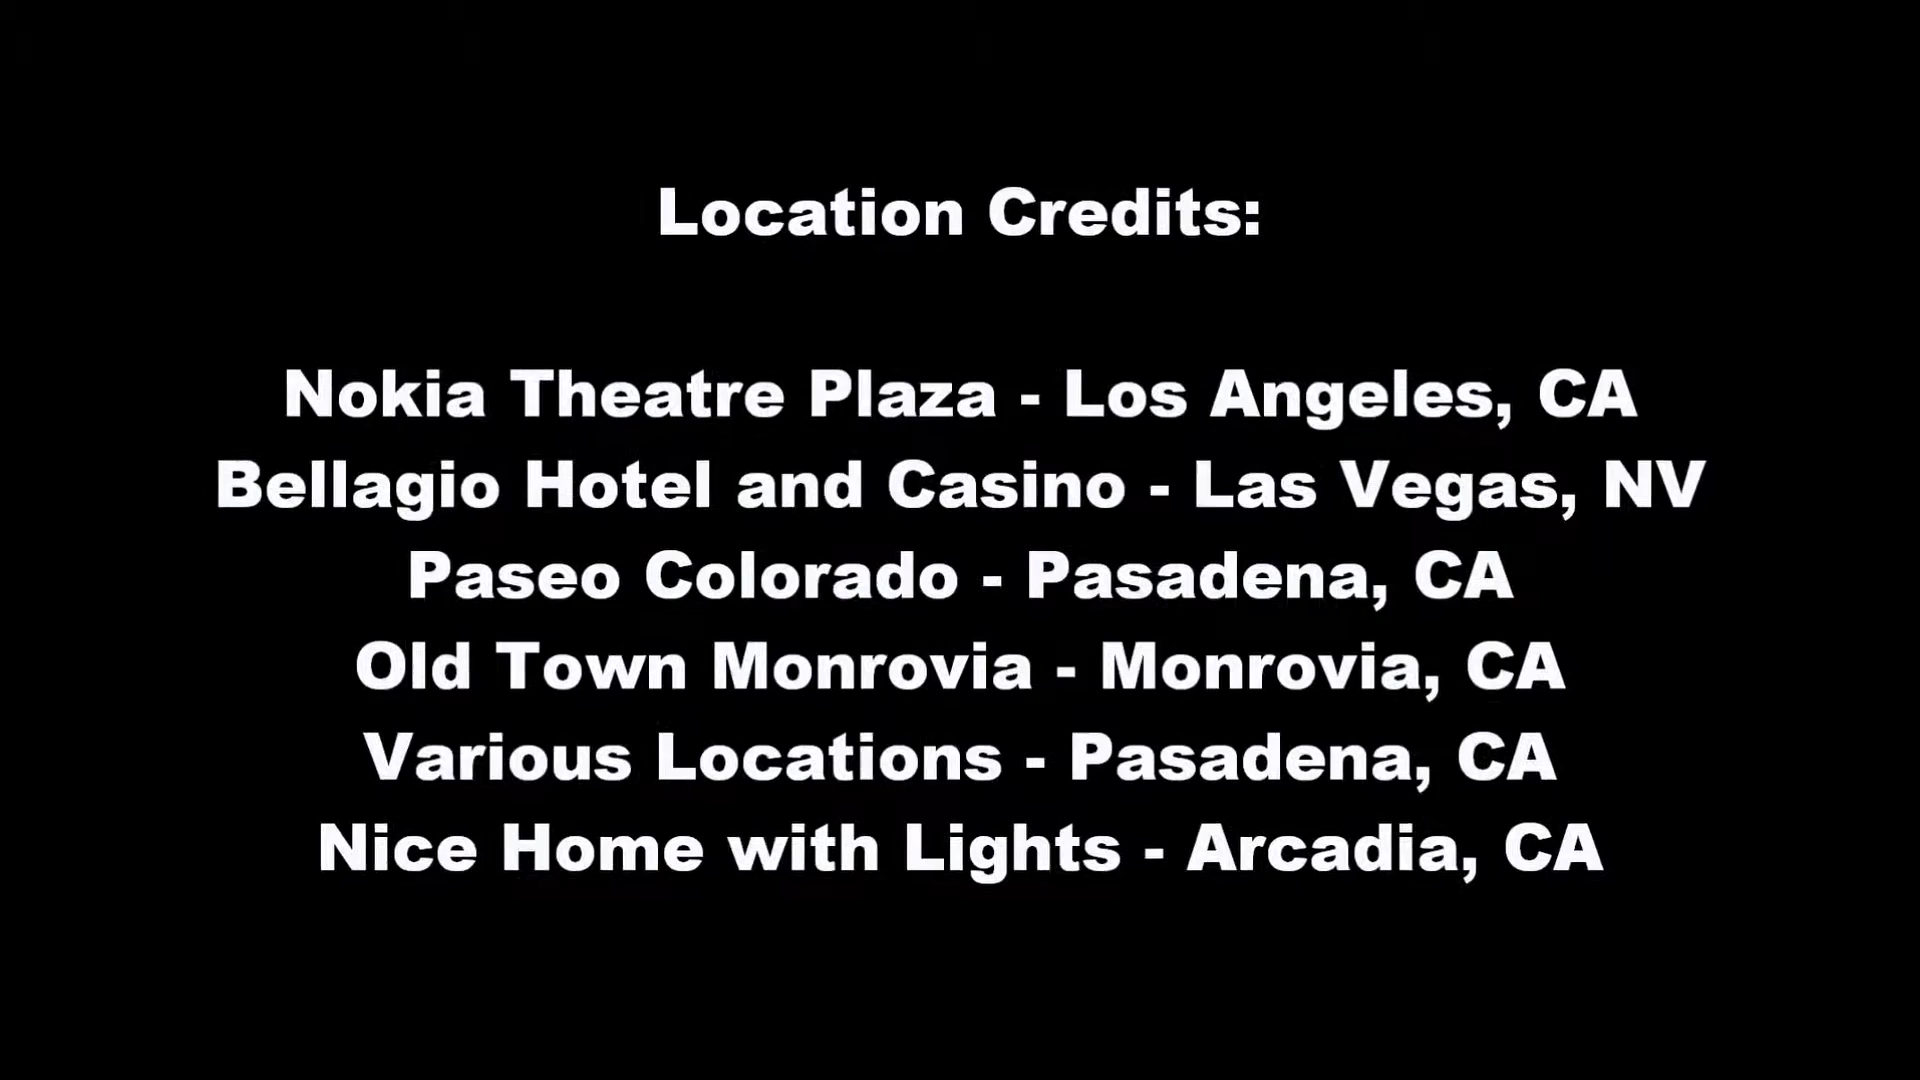 Location Credits:
Nokia Theatre Plaza - Los Angeles, CA
Bellagio Hotel and Casino - Las Vegas, NV
Paseo Colorado - Pasadena, CA
Old Town Monrovia - Monrovia, CA
Various Locations - Pasadena, CA
Nice Home with Lights - Arcadia, CA